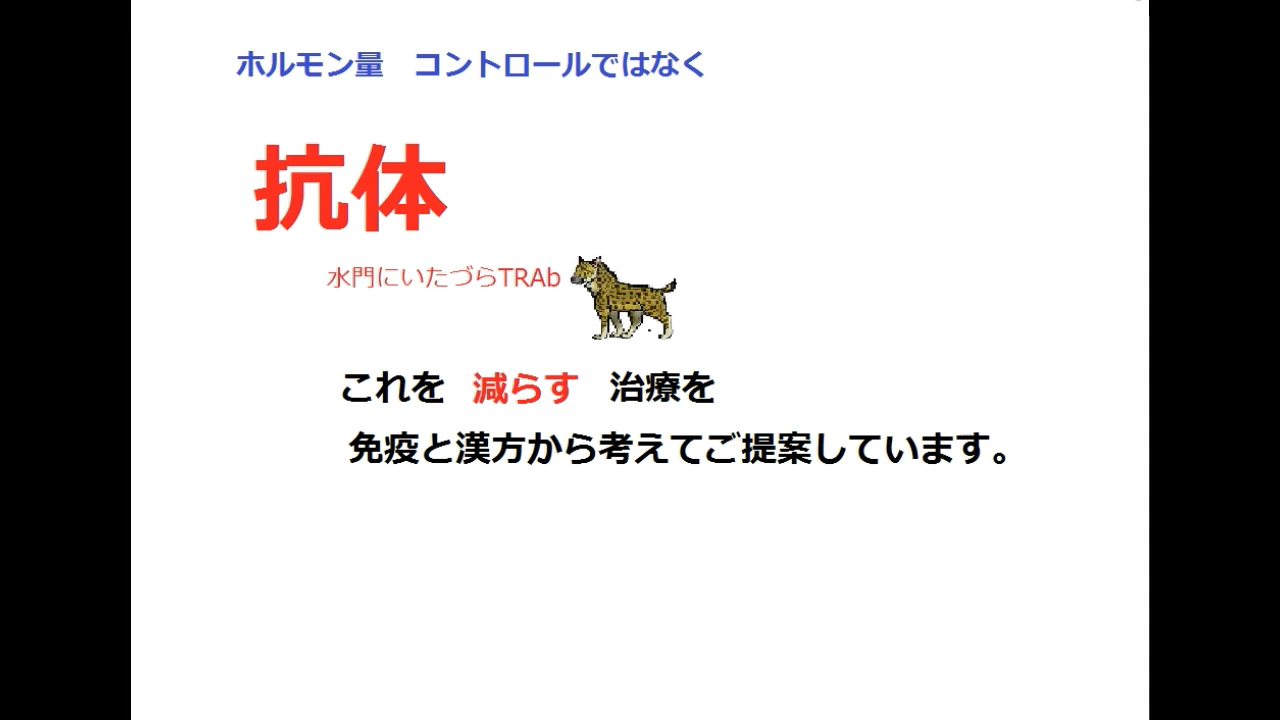 ホルモン量　コントロールではなく
抗体
水門にいたづらTRAb
これを　減らす　治療を
免疫と漢方から考えてご提案しています。